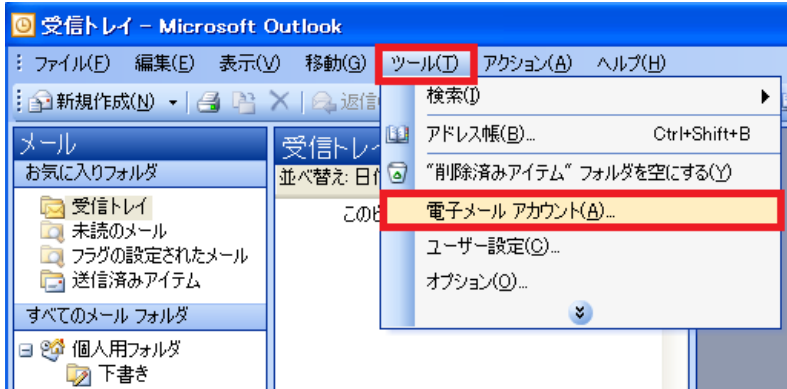 受信トレイ - Microsoft Outlook
ファイル(F) 編集(E) 表示(V) 移動(G) ツール(T) アクション(A) ヘルプ(H)
新規作成(N) 返信
検索(I)
アドレス帳(B)... Ctrl+Shift+B
"削除済みアイテム" フォルダを空にする(Y)
電子メール アカウント(A)...
ユーザー設定(C)...
オプション(O)...
メール
お気に入りフォルダ
受信トレイ
未読のメール
フラグの設定されたメール
送信済みアイテム
すべてのメール フォルダ
個人用フォルダ
下書き
受信トレ
並べ替え: 日
この